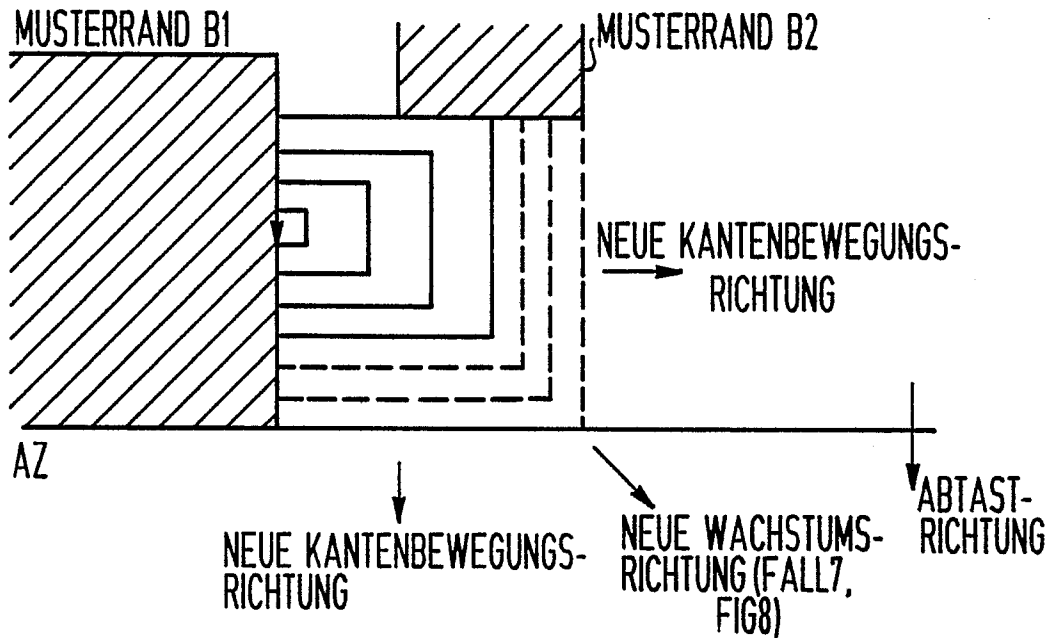 MUSTERRAND B1
MUSTERRAND B2
NEUE KANTENBEWEGUNGS-
RICHTUNG
AZ
ABTAST-
RICHTUNG
NEUE KANTENBEWEGUNGS-
RICHTUNG
NEUE WACHSTUMS-
RICHTUNG (FALL7,
FIG8)